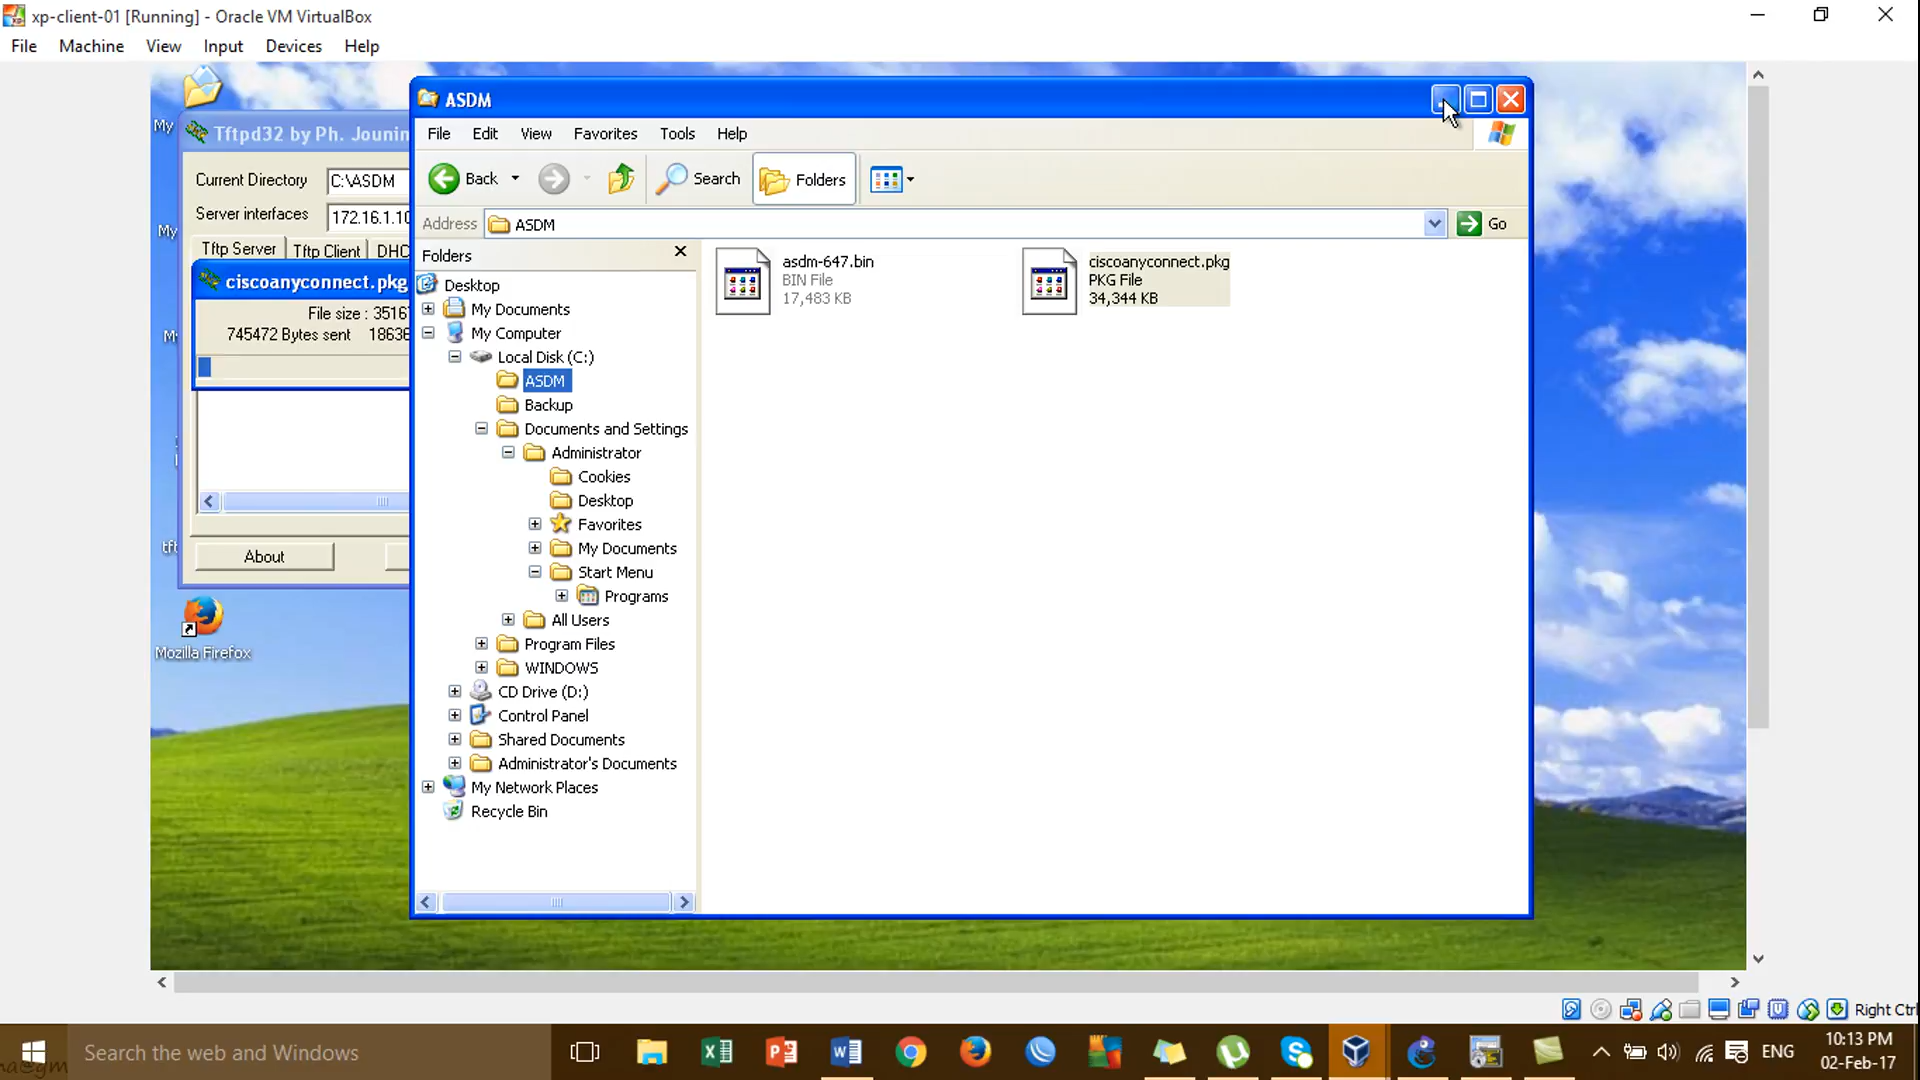 xp-client-01 [Running] - Oracle VM VirtualBox
File Machine View Input Devices Help
My
Tftpd32 by Ph. Jounin
ASDM
File Edit View Favorites Tools Help
Current Directory C:\ASDM
Back Search Folders
Server interfaces 172.16.1.10
Address ASDM Go
My
Tftp Server Tftp Client DHC
Folders
ciscoanyconnect.pkg
File size : 3516
745472 Bytes sent 18638
My
asdm-647.bin
BIN File
17,483 KB
ciscoanyconnect.pkg
PKG File
34,344 KB
Desktop
My Documents
My Computer
Local Disk (C:)
ASDM
Backup
Documents and Settings
Administrator
Cookies
Desktop
Favorites
My Documents
Start Menu
Programs
All Users
Program Files
WINDOWS
CD Drive (D:)
Control Panel
Shared Documents
Administrator's Documents
My Network Places
Recycle Bin
tft
About
Mozilla Firefox
Right Ctrl
Search the web and Windows
ENG
10:13 PM
02-Feb-17